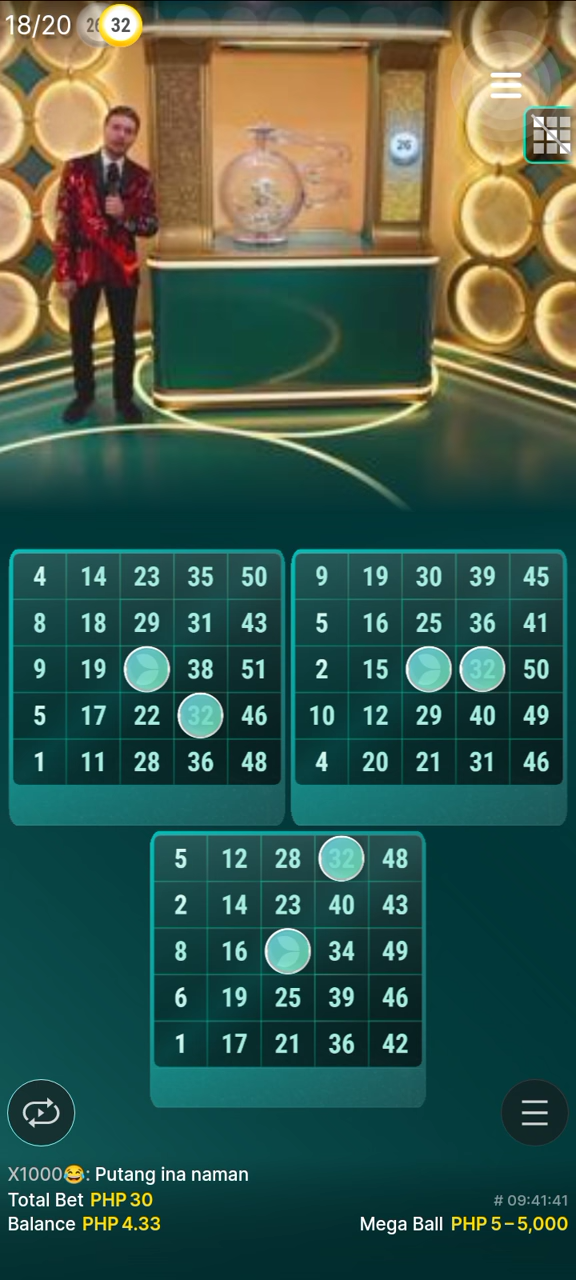 18/20 26 32
26
4 14 23 35 50
8 18 29 31 43
9 19 38 51
5 17 22 32 46
1 11 28 36 48
9 19 30 39 45
5 16 25 36 41
2 15 32 50
10 12 29 40 49
4 20 21 31 46
5 12 28 32 48
2 14 23 40 43
8 16 34 49
6 19 25 39 46
1 17 21 36 42
X1000😂: Putang ina naman
Total Bet PHP 30
# 09:41:41
Balance PHP 4.33
Mega Ball PHP 5–5,000